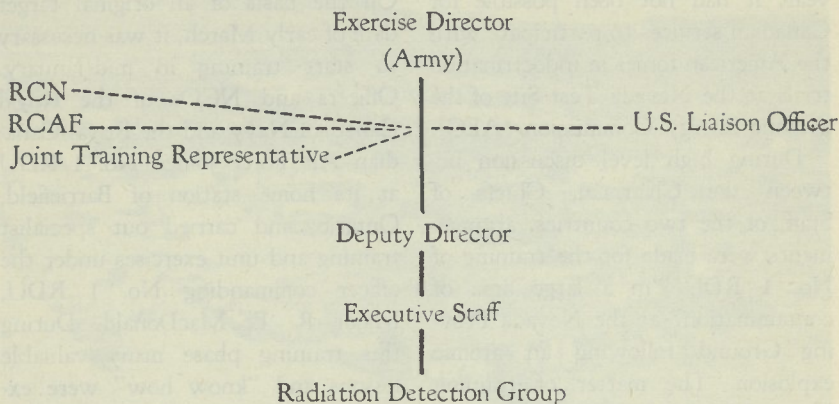 Exercise Director
(Army)
RCN
RCAF
Joint Training Representative
U.S. Liaison Officer
Deputy Director
Executive Staff
Radiation Detection Group